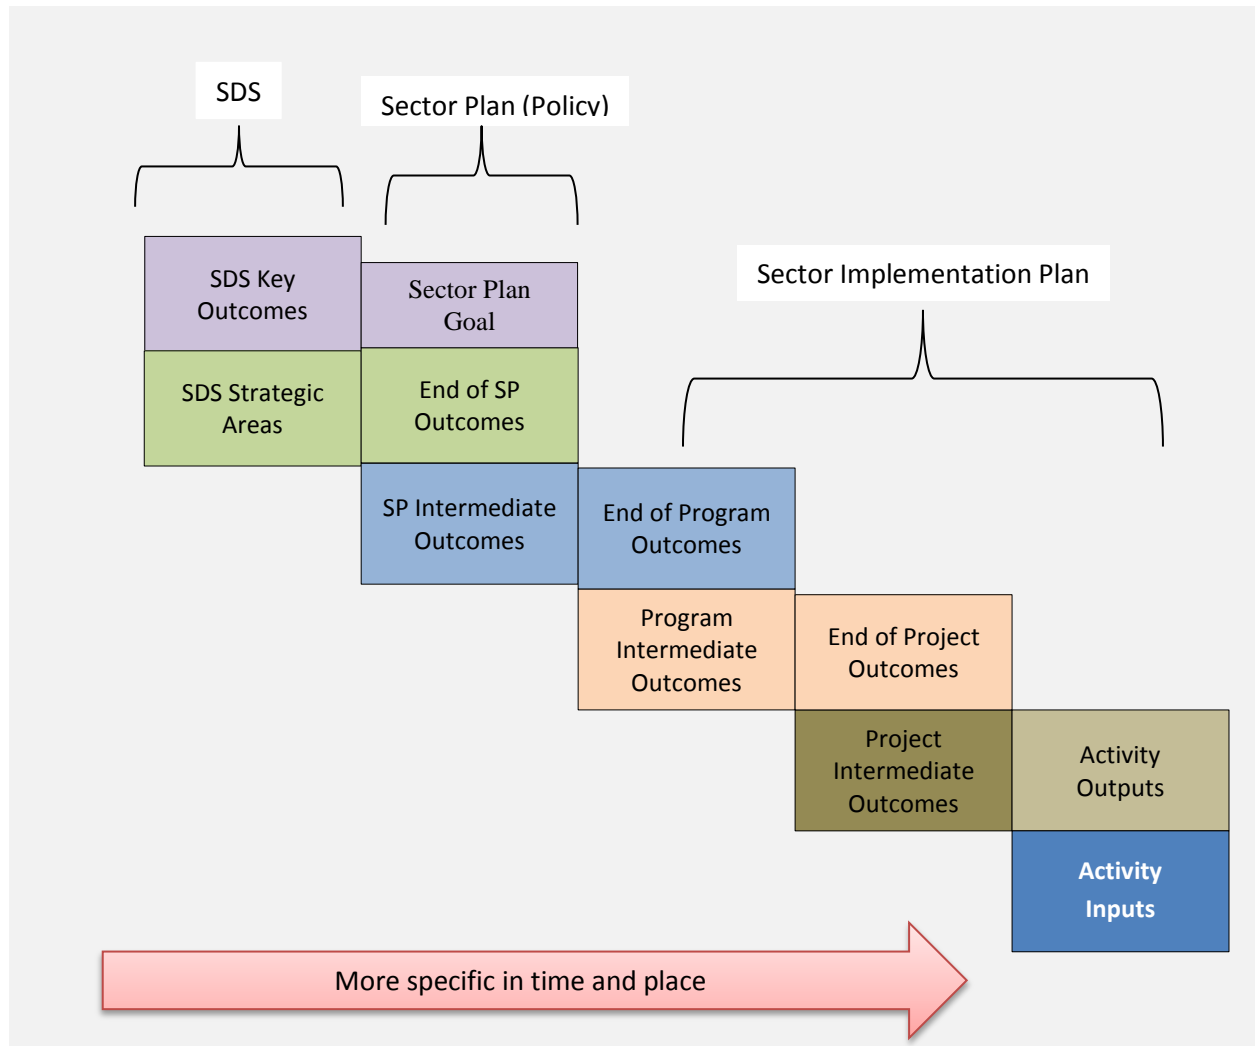 SDS
Sector Plan (Policy)
Sector Implementation Plan
SDS Key
Outcomes
Sector Plan
Goal
SDS Strategic
Areas
End of SP
Outcomes
SP Intermediate
Outcomes
End of Program
Outcomes
Program
Intermediate
Outcomes
End of Project
Outcomes
Project
Intermediate
Outcomes
Activity
Outputs
Activity
Inputs
More specific in time and place